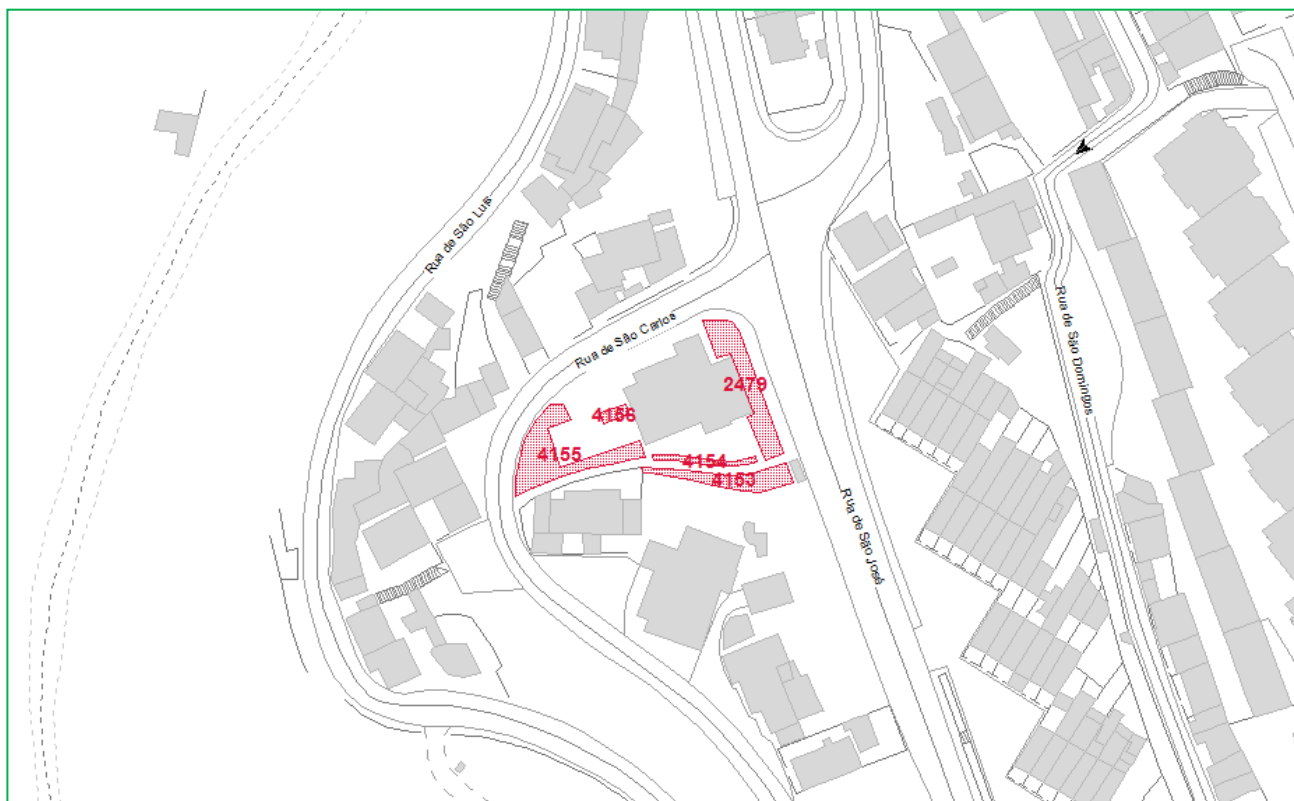 Rua de São Luís
Rua de São Carlos
2479
4156
4155
4154
4153
Rua de São José
Rua de São Domingos